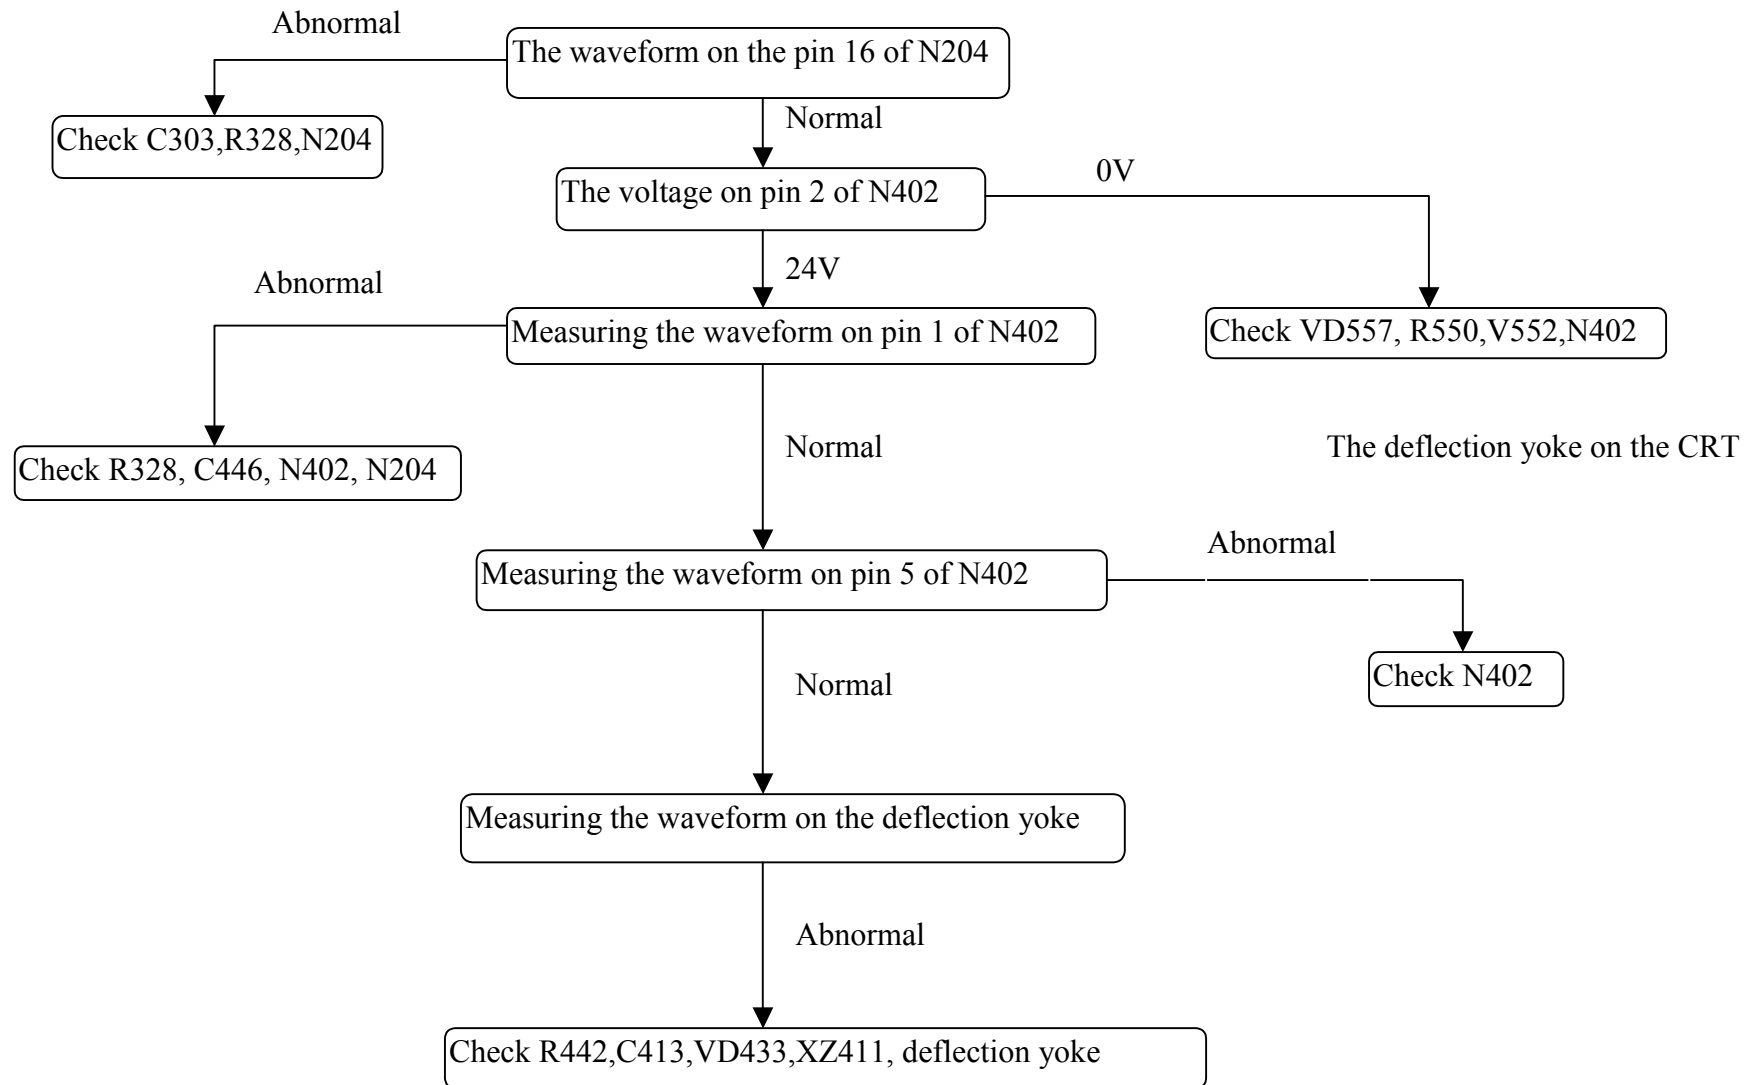 Abnormal
The waveform on the pin 16 of N204
Normal
Check C303,R328,N204
0V
The voltage on pin 2 of N402
24V
Abnormal
Measuring the waveform on pin 1 of N402
Check VD557, R550,V552,N402
Normal
The deflection yoke on the CRT
Check R328, C446, N402, N204
Abnormal
Measuring the waveform on pin 5 of N402
Normal
Check N402
Measuring the waveform on the deflection yoke
Abnormal
Check R442,C413,VD433,XZ411, deflection yoke